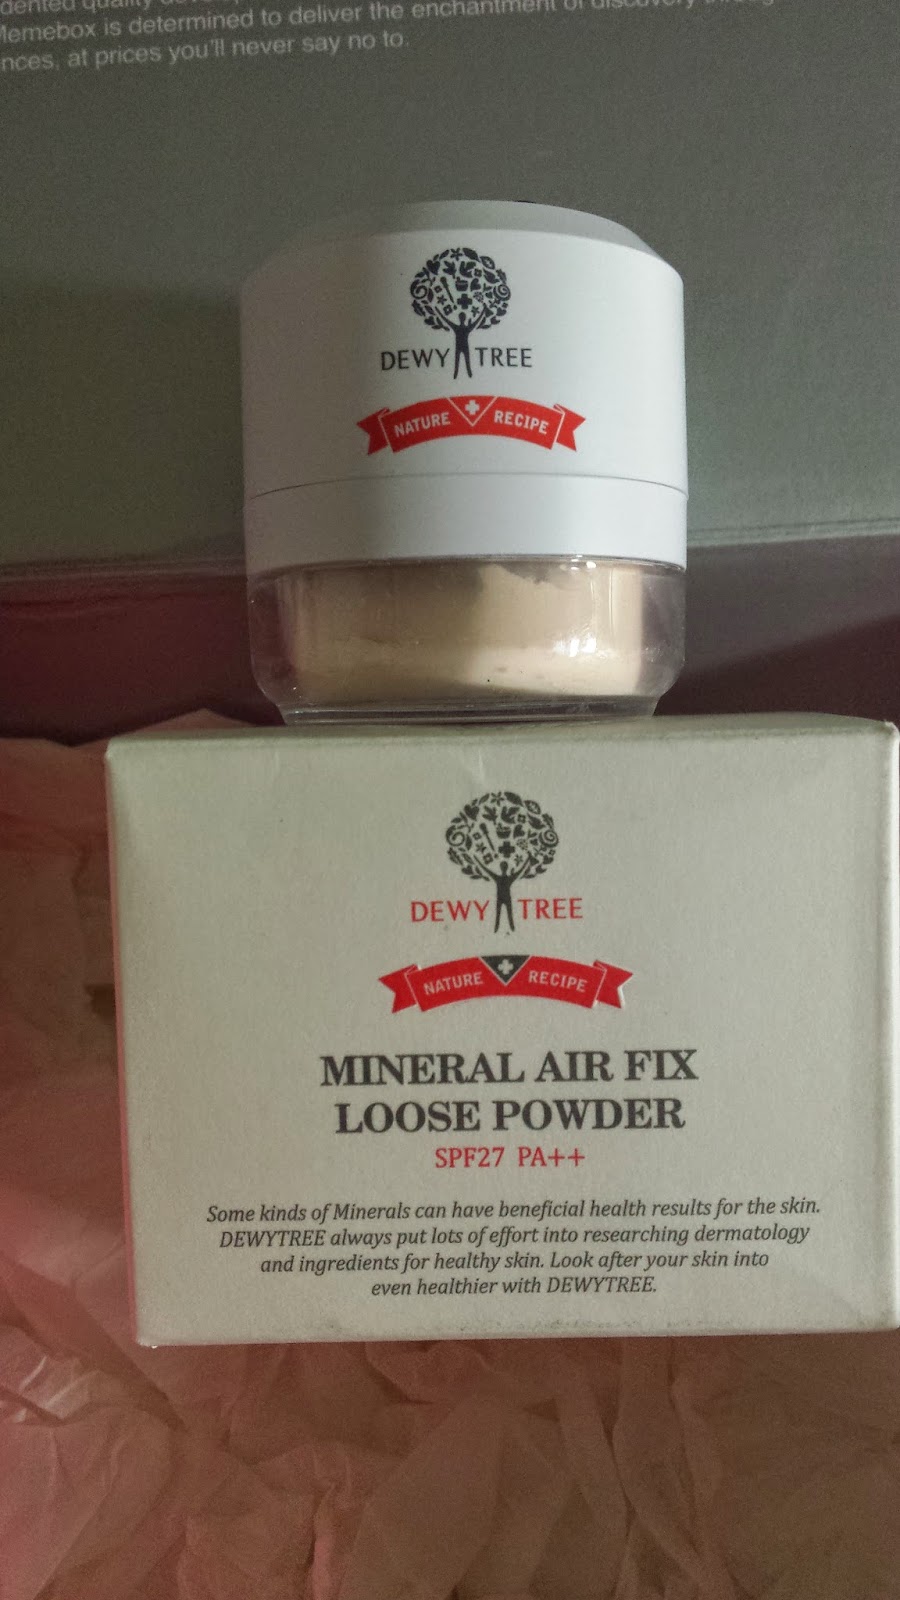 quality
Memebox is determined to deliver the enchantment of discovery
nces, at prices you'll never say no to.
DEWY TREE
NATURE RECIPE
DEWY TREE
NATURE RECIPE
MINERAL AIR FIX
LOOSE POWDER
SPF27 PA++
Some kinds of Minerals can have beneficial health results for the skin.
DEWYTREE always put lots of effort into researching dermatology
and ingredients for healthy skin. Look after your skin into
even healthier with DEWYTREE.